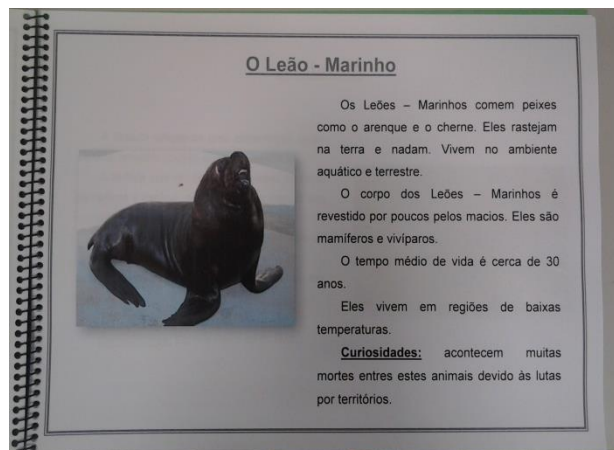 O Leão - Marinho
Os Leões – Marinhos comem peixes
como o arenque e o cherne. Eles rastejam
na terra e nadam. Vivem no ambiente
aquático e terrestre.
O corpo dos Leões – Marinhos é
revestido por poucos pelos macios. Eles são
mamíferos e vivíparos.
O tempo médio de vida é cerca de 30
anos.
Eles vivem em regiões de baixas
temperaturas.
Curiosidades: acontecem muitas
mortes entres estes animais devido às lutas
por territórios.